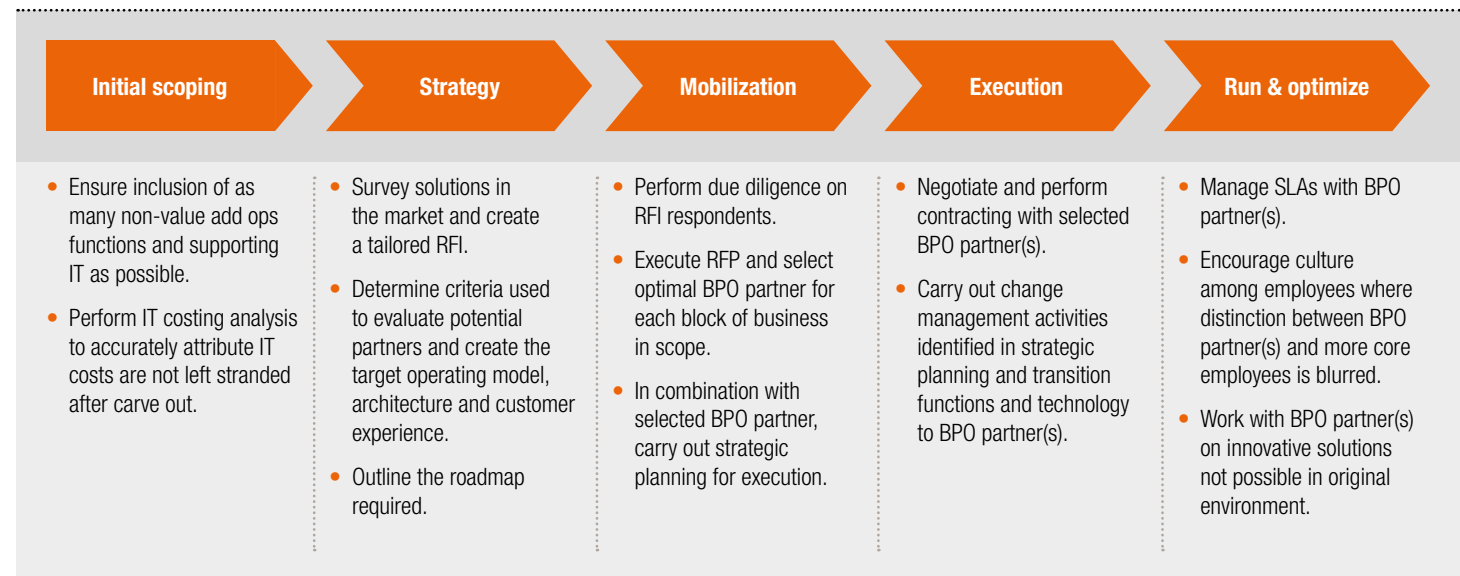 Initial scoping
Strategy
Mobilization
Execution
Run & optimize
• Ensure inclusion of as
many non-value add ops
functions and supporting
IT as possible.
• Perform IT costing analysis
to accurately attribute IT
costs are not left stranded
after carve out.
• Survey solutions in
the market and create
a tailored RFI.
• Determine criteria used
to evaluate potential
partners and create the
target operating model,
architecture and customer
experience.
• Outline the roadmap
required.
• Perform due diligence on
RFI respondents.
• Execute RFP and select
optimal BPO partner for
each block of business
in scope.
• In combination with
selected BPO partner,
carry out strategic
planning for execution.
• Negotiate and perform
contracting with selected
BPO partner(s).
• Carry out change
management activities
identified in strategic
planning and transition
functions and technology
to BPO partner(s).
• Manage SLAs with BPO
partner(s).
• Encourage culture
among employees where
distinction between BPO
partner(s) and more core
employees is blurred.
• Work with BPO partner(s)
on innovative solutions
not possible in original
environment.